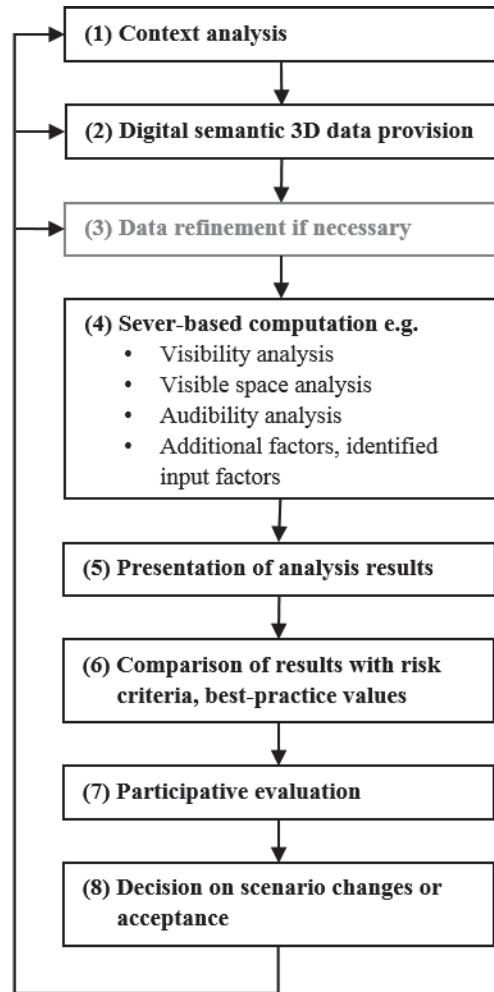 (1) Context analysis
(2) Digital semantic 3D data provision
(3) Data refinement if necessary
(4) Sever-based computation e.g.
• Visibility analysis
• Visible space analysis
• Audibility analysis
• Additional factors, identified
input factors
(5) Presentation of analysis results
(6) Comparison of results with risk
criteria, best-practice values
(7) Participative evaluation
(8) Decision on scenario changes or
acceptance